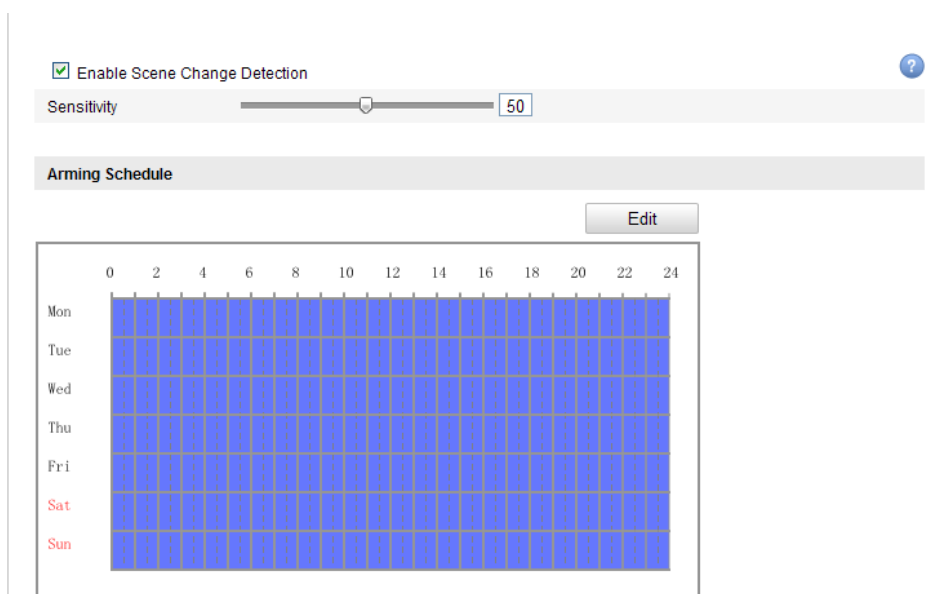 Enable Scene Change Detection
?
Sensitivity 50
Arming Schedule
Edit
0 2 4 6 8 10 12 14 16 18 20 22 24
Mon
Tue
Wed
Thu
Fri
Sat
Sun